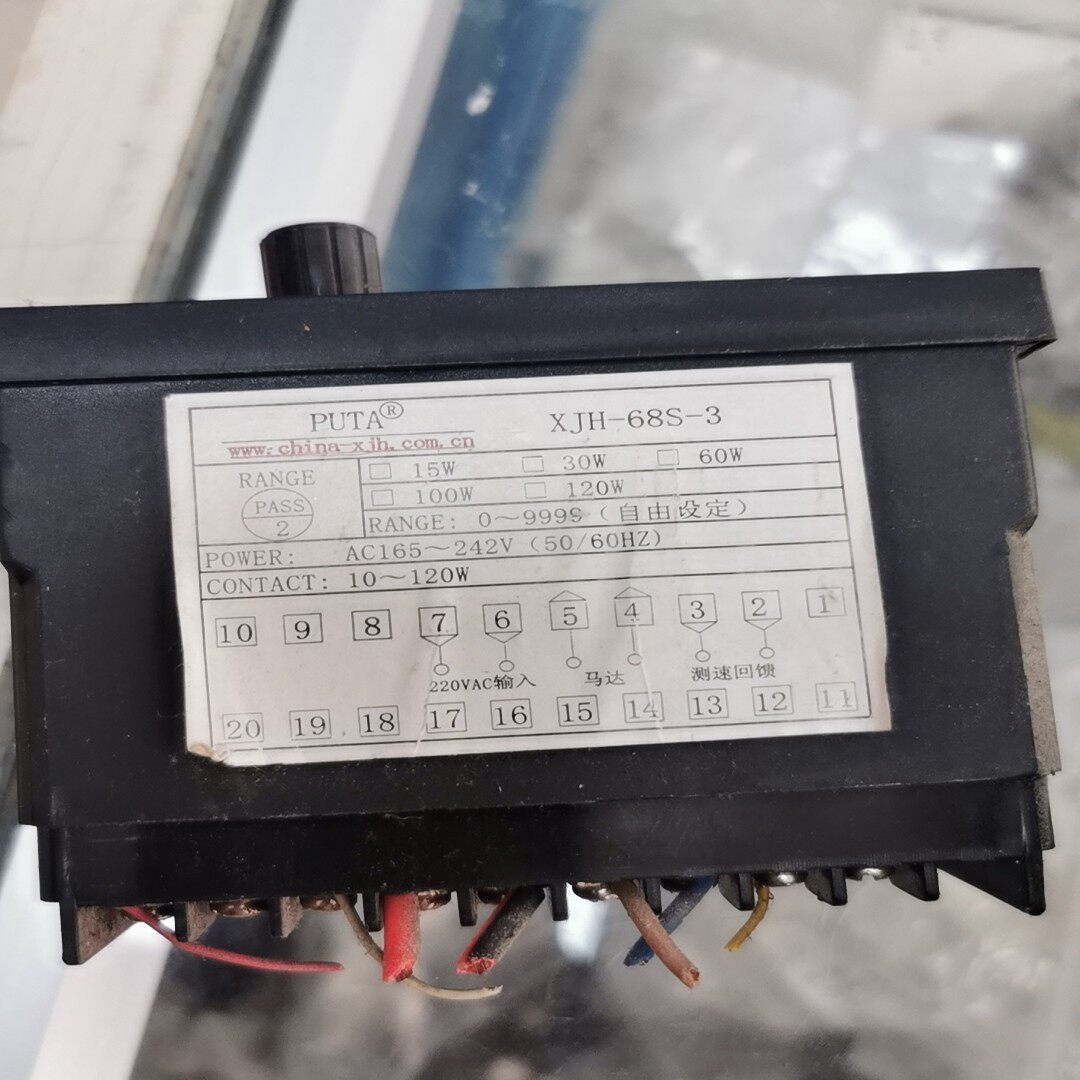 PUTA® XJH-68S-3
www.china-xjh.com.cn
RANGE
PASS
2
15W 30W 60W
100W 120W
RANGE: 0～999S (自由设定)
POWER: AC165～242V (50/60HZ)
CONTACT: 10～120W
10 9 8 7 6 5 4 3 2 1
220VAC输入 马达 测速回馈
20 19 18 17 16 15 14 13 12 11